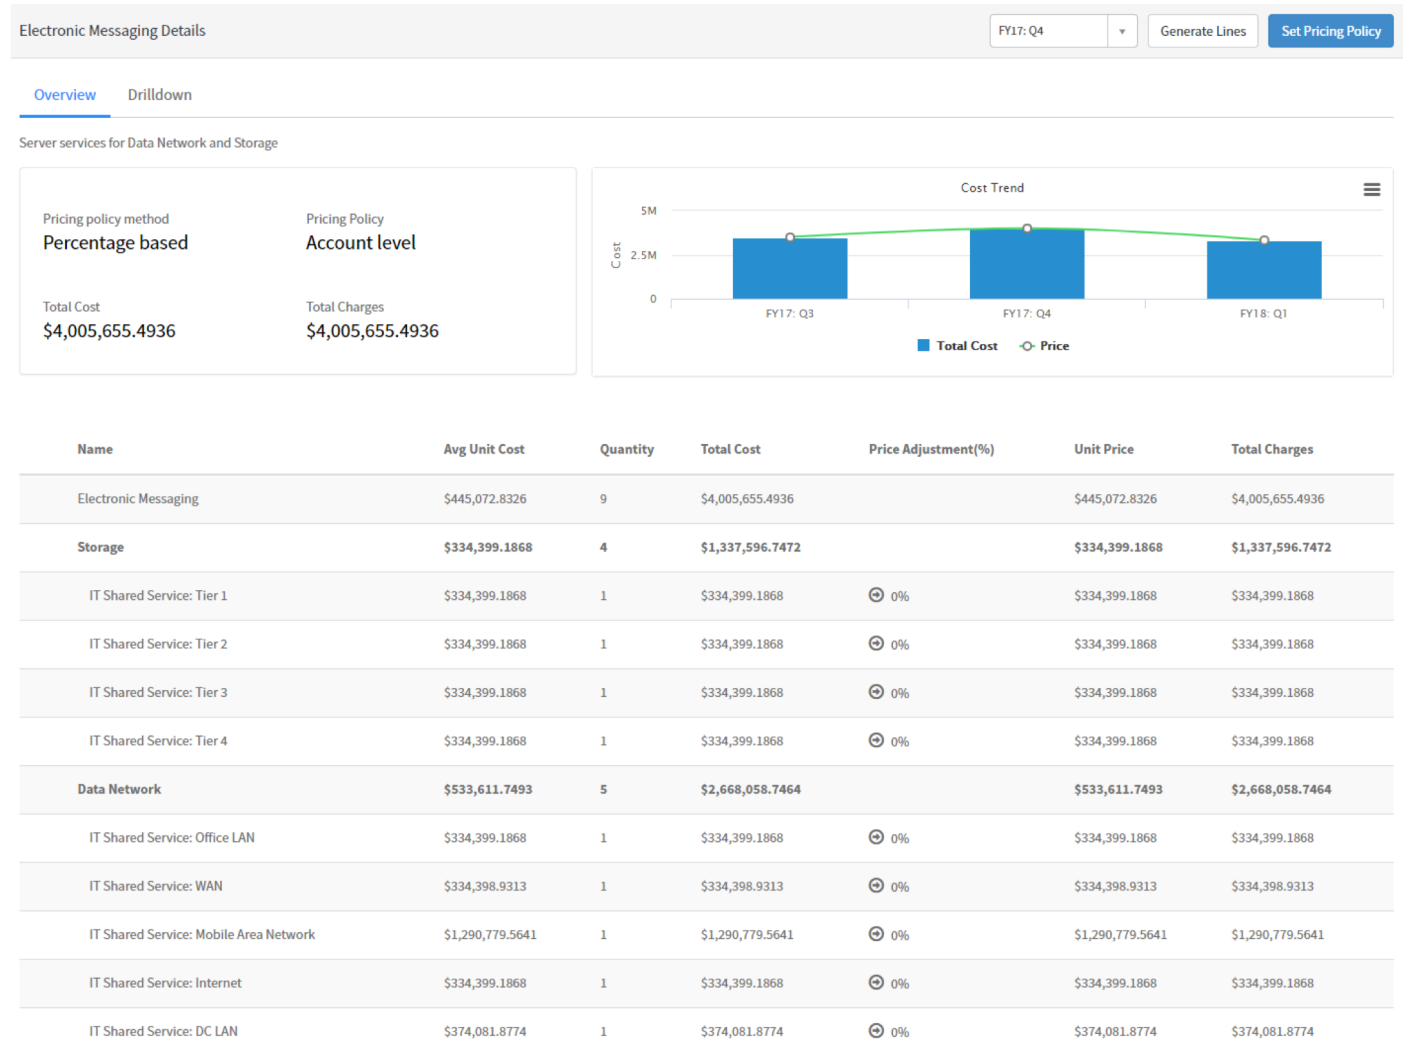 Electronic Messaging Details
FY17: Q4
Generate Lines
Set Pricing Policy
Overview
Drilldown
Server services for Data Network and Storage
Pricing policy method
Percentage based
Pricing Policy
Account level
Total Cost
$4,005,655.4936
Total Charges
$4,005,655.4936
Cost Trend
Cost
5M
2.5M
0
FY17: Q3
FY17: Q4
FY18: Q1
Total Cost
Price
Name Avg Unit Cost Quantity Total Cost Price Adjustment(%) Unit Price Total Charges
Electronic Messaging $445,072.8326 9 $4,005,655.4936 $445,072.8326 $4,005,655.4936
Storage $334,399.1868 4 $1,337,596.7472 $334,399.1868 $1,337,596.7472
IT Shared Service: Tier 1 $334,399.1868 1 $334,399.1868 0% $334,399.1868 $334,399.1868
IT Shared Service: Tier 2 $334,399.1868 1 $334,399.1868 0% $334,399.1868 $334,399.1868
IT Shared Service: Tier 3 $334,399.1868 1 $334,399.1868 0% $334,399.1868 $334,399.1868
IT Shared Service: Tier 4 $334,399.1868 1 $334,399.1868 0% $334,399.1868 $334,399.1868
Data Network $533,611.7493 5 $2,668,058.7464 $533,611.7493 $2,668,058.7464
IT Shared Service: Office LAN $334,399.1868 1 $334,399.1868 0% $334,399.1868 $334,399.1868
IT Shared Service: WAN $334,398.9313 1 $334,398.9313 0% $334,398.9313 $334,398.9313
IT Shared Service: Mobile Area Network $1,290,779.5641 1 $1,290,779.5641 0% $1,290,779.5641 $1,290,779.5641
IT Shared Service: Internet $334,399.1868 1 $334,399.1868 0% $334,399.1868 $334,399.1868
IT Shared Service: DC LAN $374,081.8774 1 $374,081.8774 0% $374,081.8774 $374,081.8774